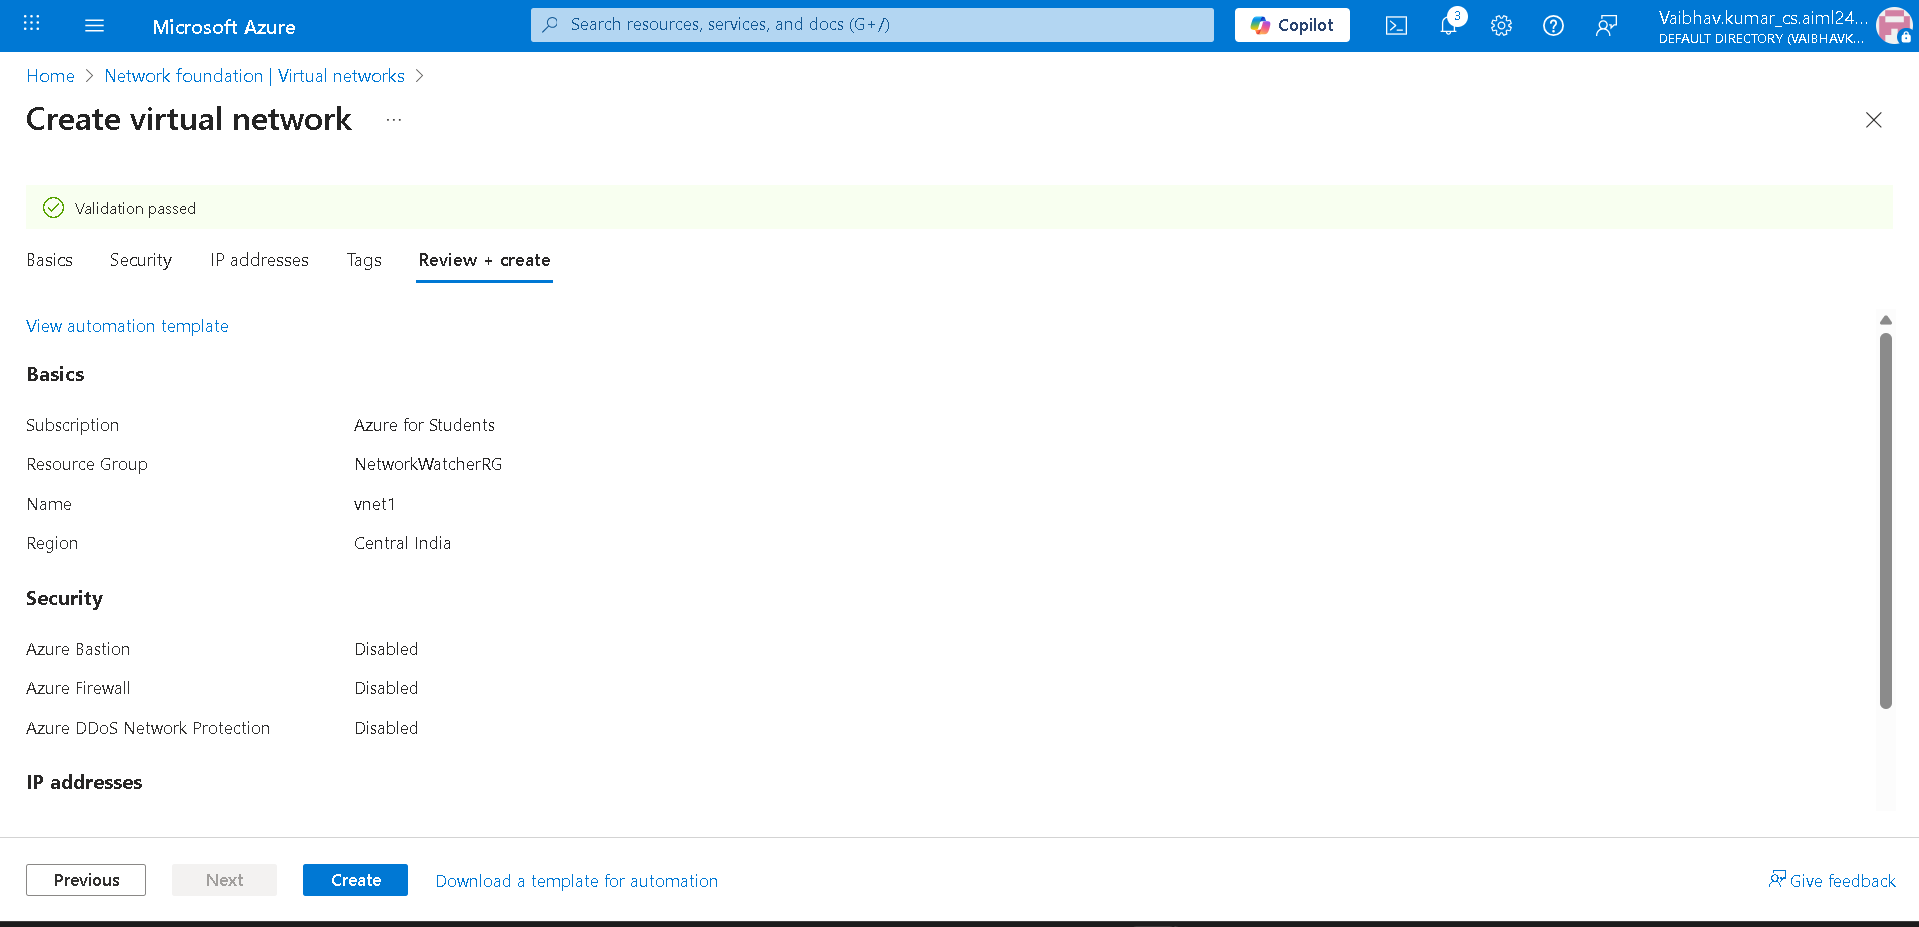 Microsoft Azure
Search resources, services, and docs (G+/)
Copilot
3
Vaibhav.kumar_cs.aiml24...
DEFAULT DIRECTORY (VAIBHAVK...
Home > Network foundation | Virtual networks >
Create virtual network ...
Validation passed
Basics Security IP addresses Tags Review + create
View automation template
Basics
Subscription Azure for Students
Resource Group NetworkWatcherRG
Name vnet1
Region Central India
Security
Azure Bastion Disabled
Azure Firewall Disabled
Azure DDoS Network Protection Disabled
IP addresses
Previous Next Create Download a template for automation Give feedback